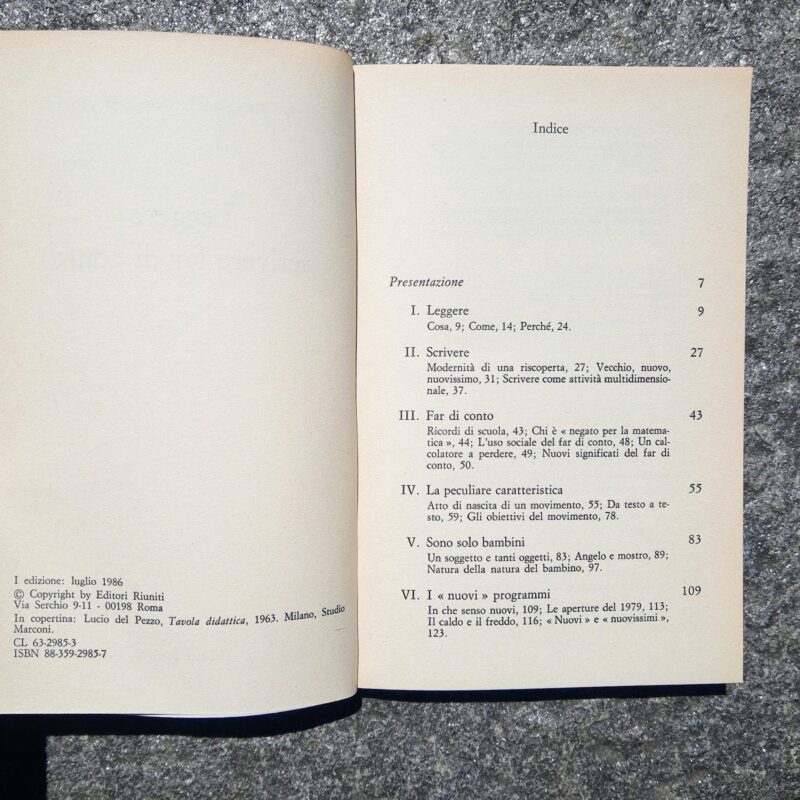 I edizione: luglio 1986
© Copyright by Editori Riuniti
Via Serchio 9-11 - 00198 Roma
In copertina: Lucio del Pezzo, Tavola didattica, 1963. Milano, Studio
Marconi.
CL 63-2985-3
ISBN 88-359-2985-7
Indice
Presentazione 7
I. Leggere 9
Cosa, 9; Come, 14; Perché, 24.
II. Scrivere 27
Modernità di una riscoperta, 27; Vecchio, nuovo,
nuovissimo, 31; Scrivere come attività multidimensio-
nale, 37.
III. Far di conto 43
Ricordi di scuola, 43; Chi è « negato per la matema-
tica », 44; L'uso sociale del far di conto, 48; Un cal-
colatore a perdere, 49; Nuovi significati del far di
conto, 50.
IV. La peculiare caratteristica 55
Atto di nascita di un movimento, 55; Da testo a te-
sto, 59; Gli obiettivi del movimento, 78.
V. Sono solo bambini 83
Un soggetto e tanti oggetti, 83; Angelo e mostro, 89;
Natura della natura del bambino, 97.
VI. I « nuovi » programmi 109
In che senso nuovi, 109; Le aperture del 1979, 113;
Il caldo e il freddo, 116; « Nuovi » e « nuovissimi »,
123.